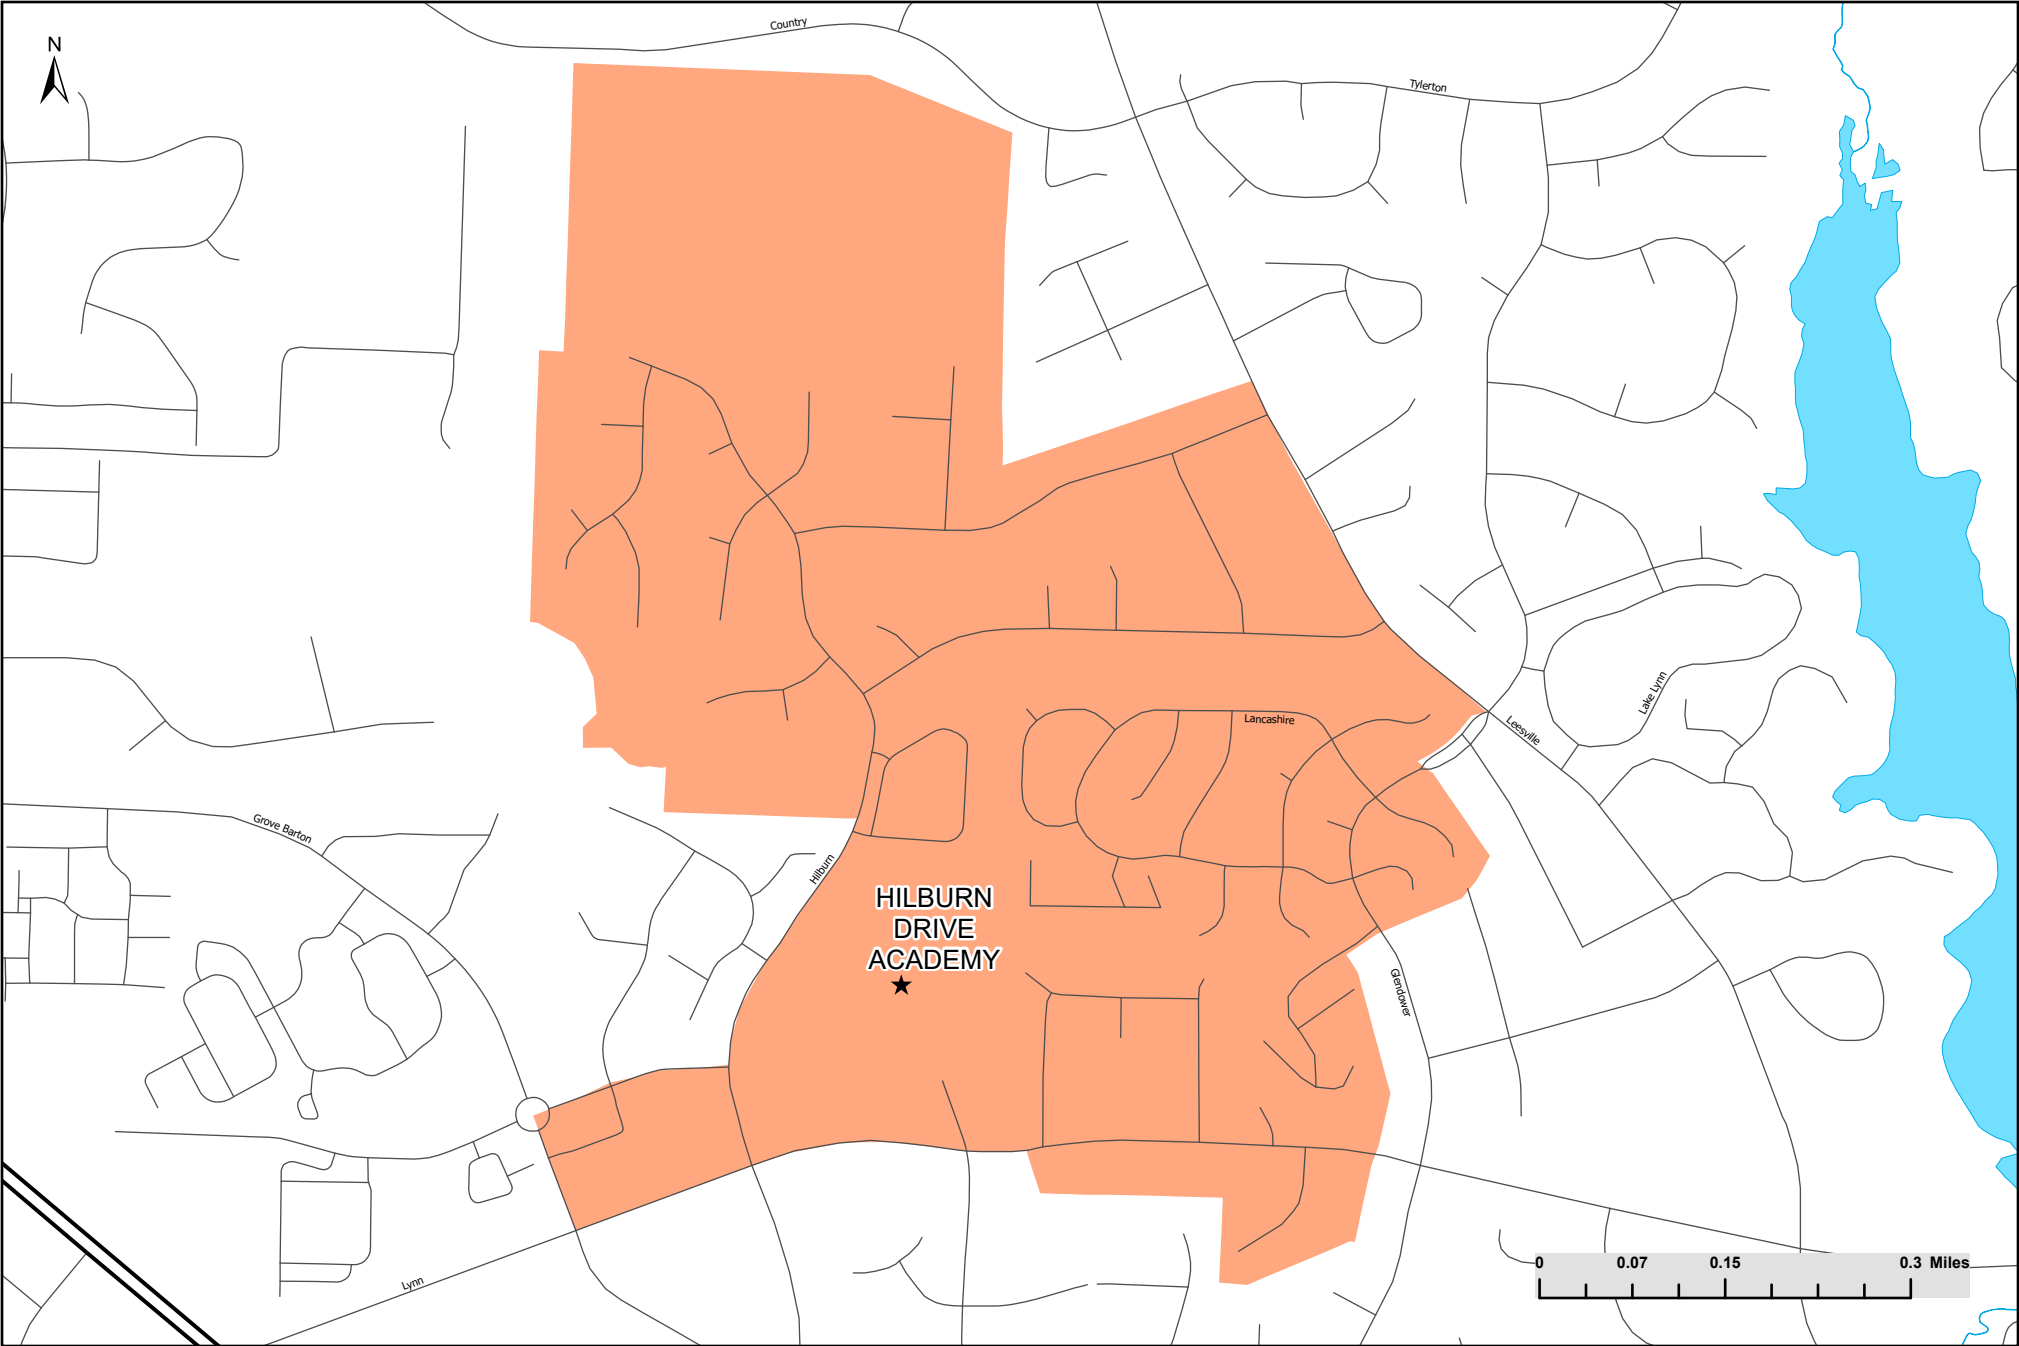 Country
N
Tylerton
Lake Lynn
Lancashire
Leesville
Grove Barton
Hilburn
HILBURN
DRIVE
ACADEMY
Glendower
0 0.07 0.15 0.3 Miles
Lynn